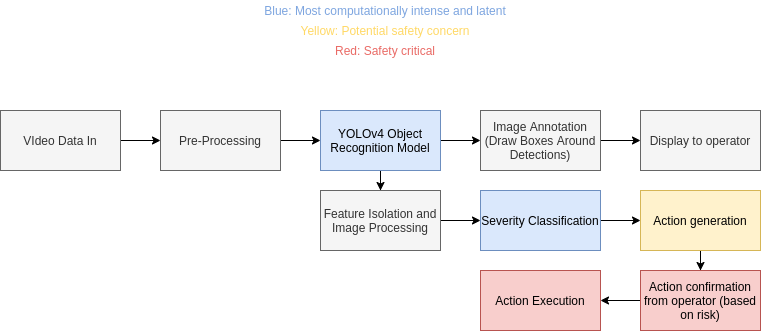 Blue: Most computationally intense and latent
Yellow: Potential safety concern
Red: Safety critical
VIdeo Data In
Pre-Processing
YOLOv4 Object
Recognition Model
Image Annotation
(Draw Boxes Around
Detections)
Display to operator
Feature Isolation and
Image Processing
Severity Classification
Action generation
Action Execution
Action confirmation
from operator (based
on risk)